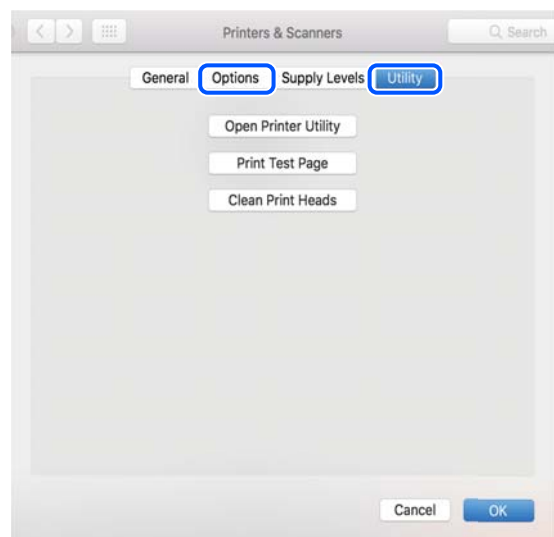 Printers & Scanners Search
General Options Supply Levels Utility
Open Printer Utility
Print Test Page
Clean Print Heads
Cancel OK